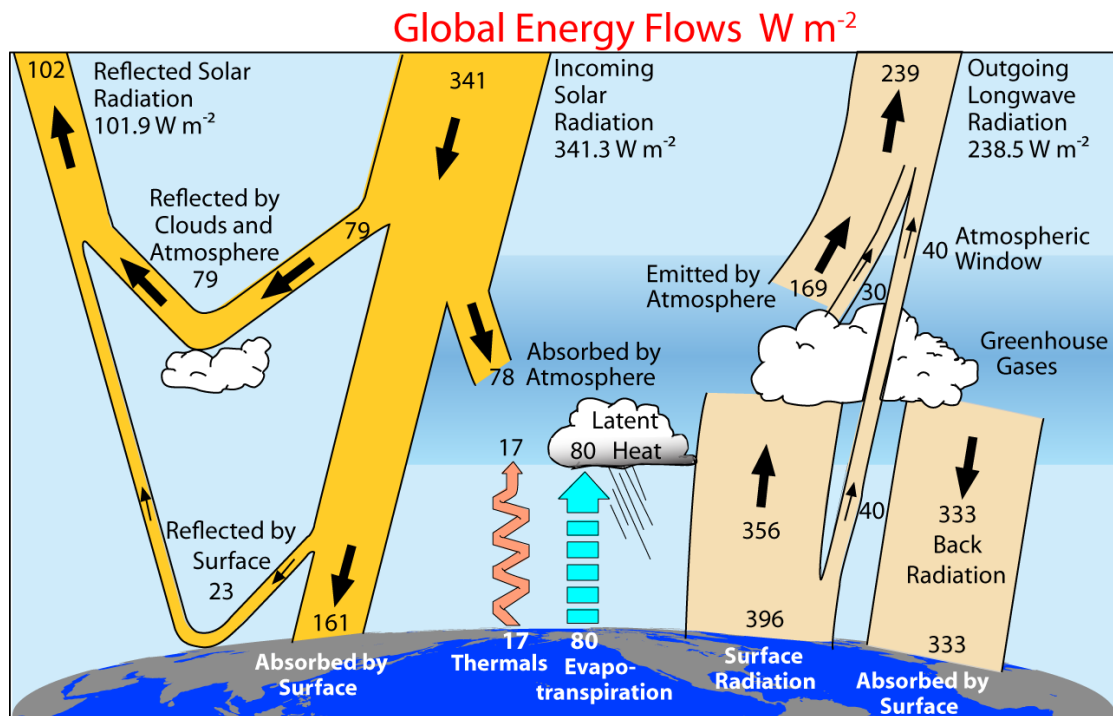 Global Energy Flows W m⁻²
102
Reflected Solar
Radiation
101.9 W m⁻²
341
Incoming
Solar
Radiation
341.3 W m⁻²
239
Outgoing
Longwave
Radiation
238.5 W m⁻²
Reflected by
Clouds and
Atmosphere
79
79
Emitted by
Atmosphere
169
30
40
Atmospheric
Window
Greenhouse
Gases
Absorbed by
Atmosphere
78
Latent
80 Heat
17
Reflected by
Surface
23
356
40
333
Back
Radiation
161
396
333
Absorbed by
Surface
17
Thermals
80
Evapo-
transpiration
Surface
Radiation
Absorbed by
Surface